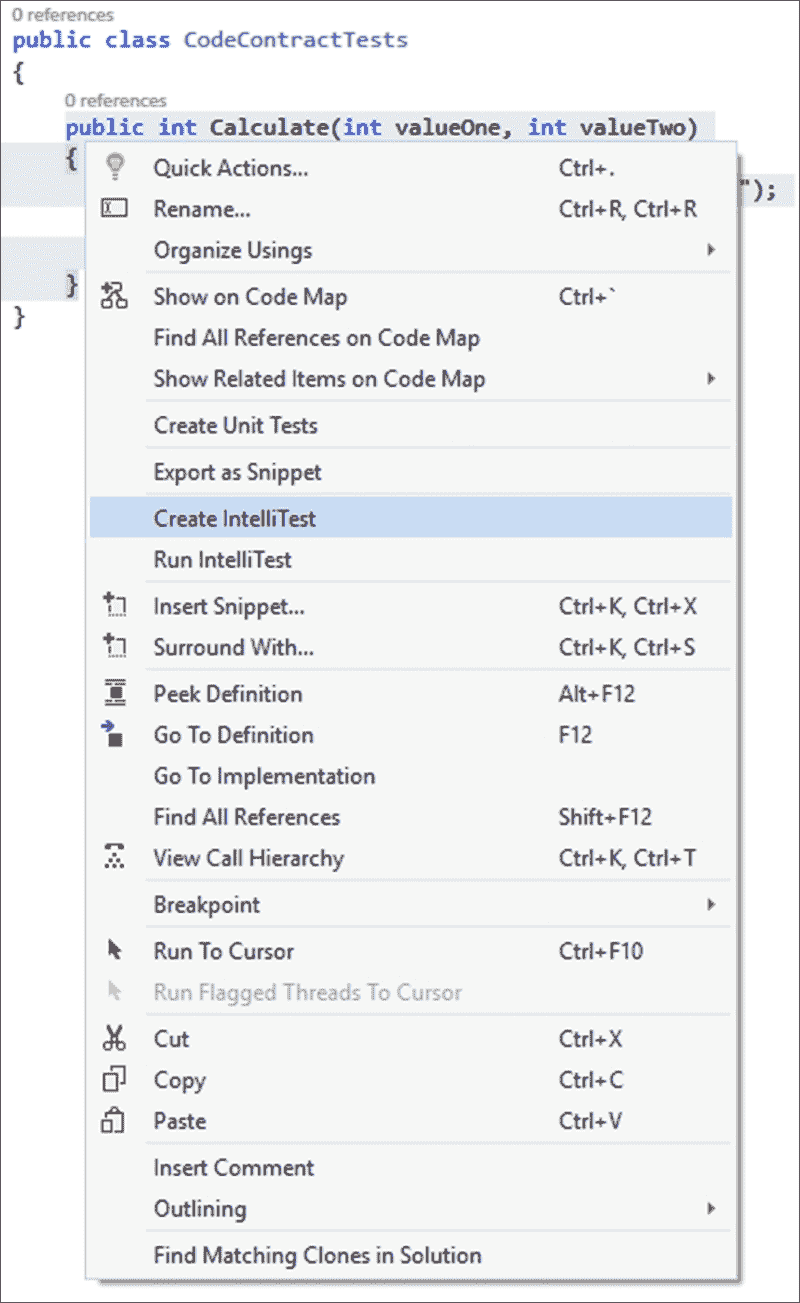 0 references
public class CodeContractTests
{
0 references
public int Calculate(int valueOne, int valueTwo)
{
Quick Actions... Ctrl+.
");
Rename... Ctrl+R, Ctrl+R
Organize Usings
}
Show on Code Map Ctrl+`
}
Find All References on Code Map
Show Related Items on Code Map
Create Unit Tests
Export as Snippet
Create IntelliTest
Run IntelliTest
Insert Snippet... Ctrl+K, Ctrl+X
Surround With... Ctrl+K, Ctrl+S
Peek Definition Alt+F12
Go To Definition F12
Go To Implementation
Find All References Shift+F12
View Call Hierarchy Ctrl+K, Ctrl+T
Breakpoint
Run To Cursor Ctrl+F10
Run Flagged Threads To Cursor
Cut Ctrl+X
Copy Ctrl+C
Paste Ctrl+V
Insert Comment
Outlining
Find Matching Clones in Solution